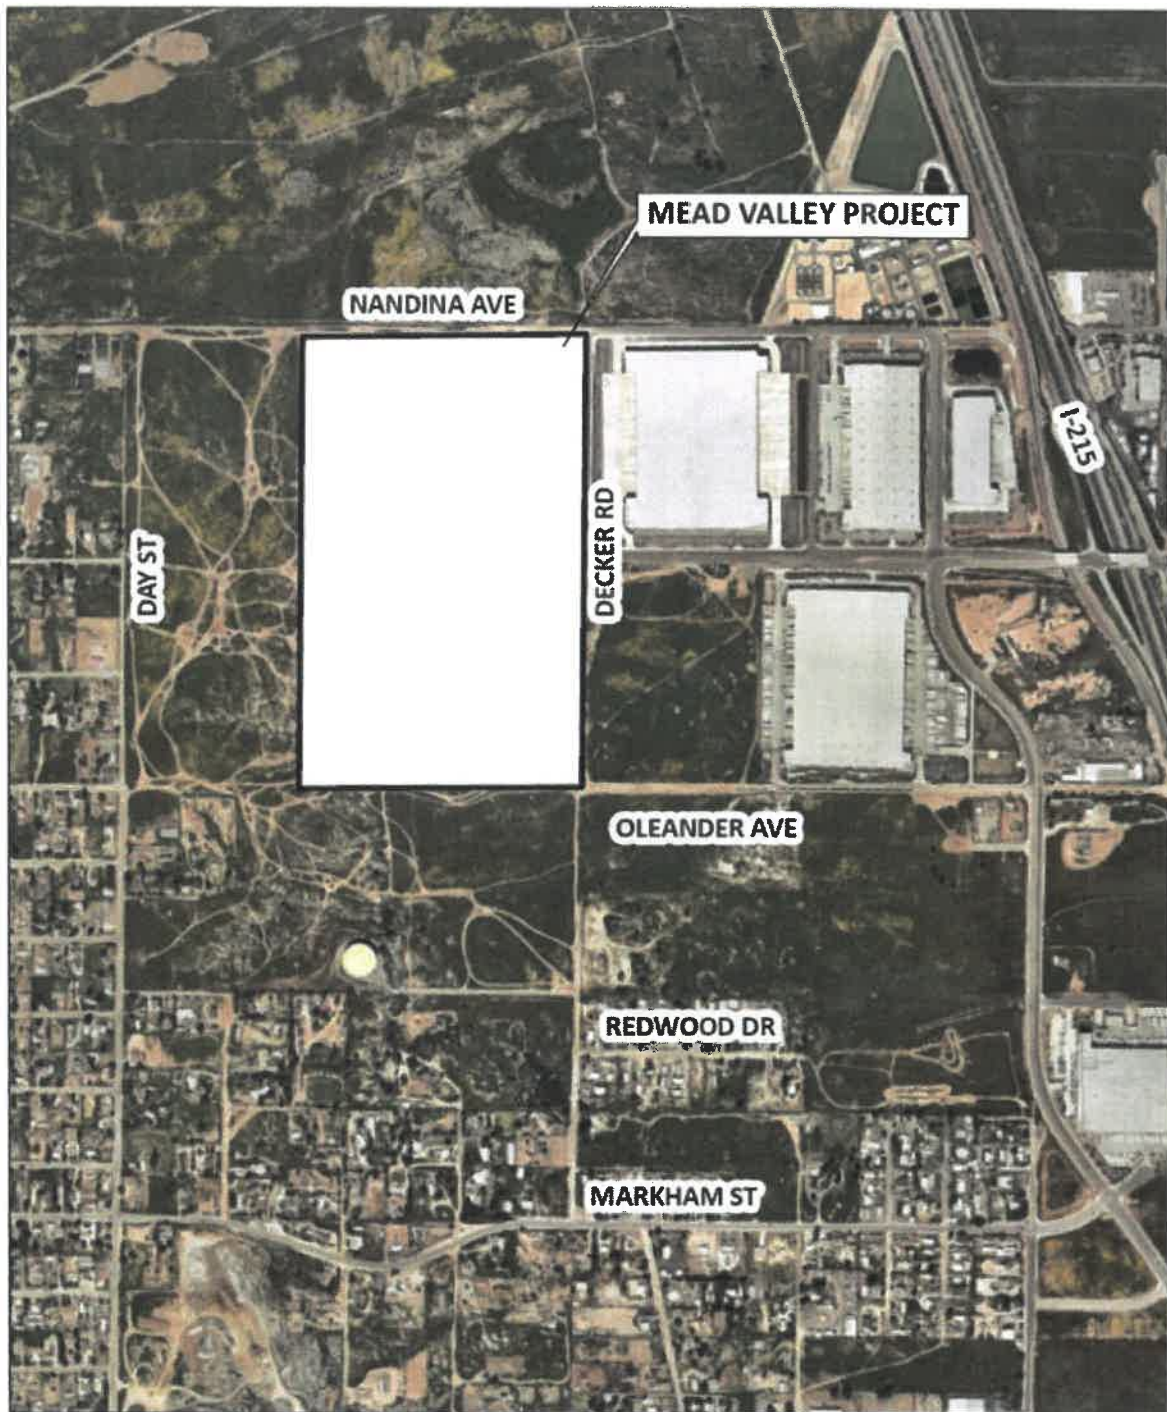 MEAD VALLEY PROJECT
NANDINA AVE
I-215
DAY ST
DECKER RD
OLEANDER AVE
REDWOOD DR
MARKHAM ST